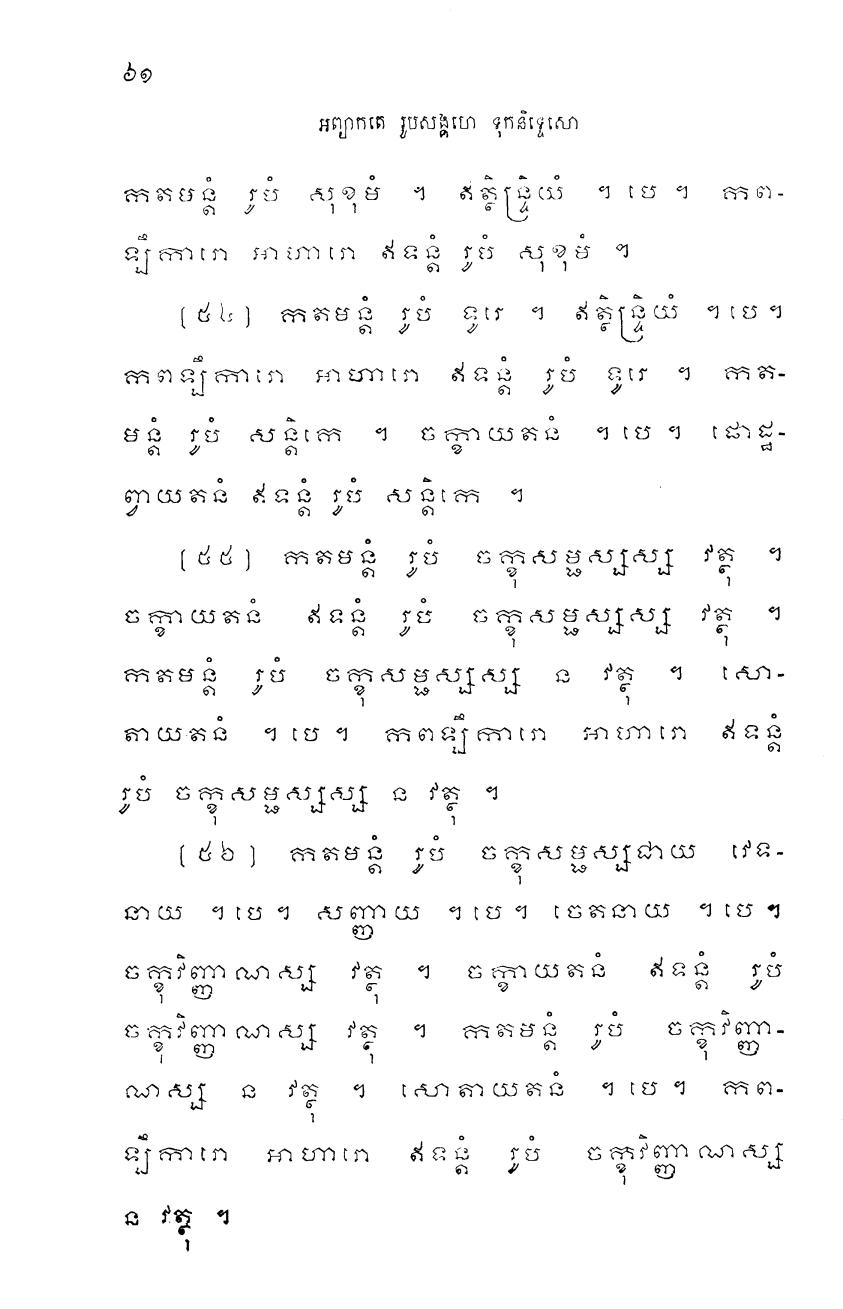 ៦១
អព្យាកតេ រូបសង្គហេ ទុកនិទ្ទេសោ
កតមន្តំ រូបំ សុខុមំ ។ ឥត្ថិន្ទ្រិយំ ។ បេ ។ កព-
ឡឹការោ អាហារោ ឥទន្តំ រូបំ សុខុមំ ។
(៥៤) កតមន្តំ រូបំ ទូរេ ។ ឥត្ថិន្ទ្រិយំ ។ បេ ។
កពឡឹការោ អាហារោ ឥទន្តំ រូបំ ទូរេ ។ កត-
មន្តំ រូបំ សន្តិកេ ។ ចក្ខាយតនំ ។ បេ ។ ផោដ្ឋ-
ព្វាយតនំ ឥទន្តំ រូបំ សន្តិកេ ។
(៥៥) កតមន្តំ រូបំ ចក្ខុសម្ផស្សស្ស វត្ថុ ។
ចក្ខាយតនំ ឥទន្តំ រូបំ ចក្ខុសម្ផស្សស្ស វត្ថុ ។
កតមន្តំ រូបំ ចក្ខុសម្ផស្សស្ស ន វត្ថុ ។ សោ-
តាយតនំ ។ បេ ។ កពឡឹការោ អាហារោ ឥទន្តំ
រូបំ ចក្ខុសម្ផស្សស្ស ន វត្ថុ ។
(៥៦) កតមន្តំ រូបំ ចក្ខុសម្ផស្សជាយ វេទ-
នាយ ។ បេ ។ សញ្ញាយ ។ បេ ។ ចេតនាយ ។ បេ ។
ចក្ខុវិញ្ញាណស្ស វត្ថុ ។ ចក្ខាយតនំ ឥទន្តំ រូបំ
ចក្ខុវិញ្ញាណស្ស វត្ថុ ។ កតមន្តំ រូបំ ចក្ខុវិញ្ញា-
ណស្ស ន វត្ថុ ។ សោតាយតនំ ។ បេ ។ កព-
ឡឹការោ អាហារោ ឥទន្តំ រូបំ ចក្ខុវិញ្ញាណស្ស
ន វត្ថុ ។